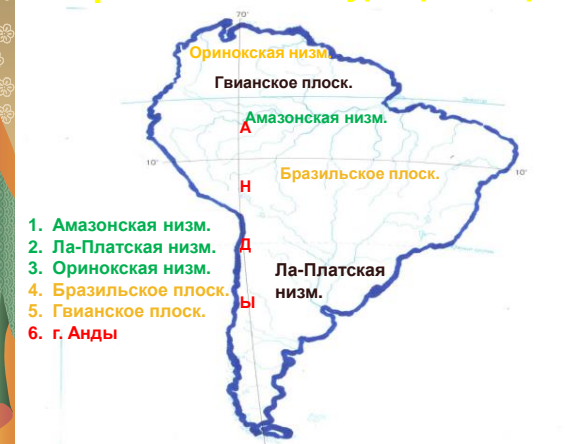 70°
Оринокская низм.
Гвианское плоск.
Амазонская низм.
А
10°
10°
Бразильское плоск.
Н
1. Амазонская низм.
2. Ла-Платская низм.
3. Оринокская низм.
4. Бразильское плоск.
5. Гвианское плоск.
6. г. Анды
Д
Ла-Платская
низм.
Ы